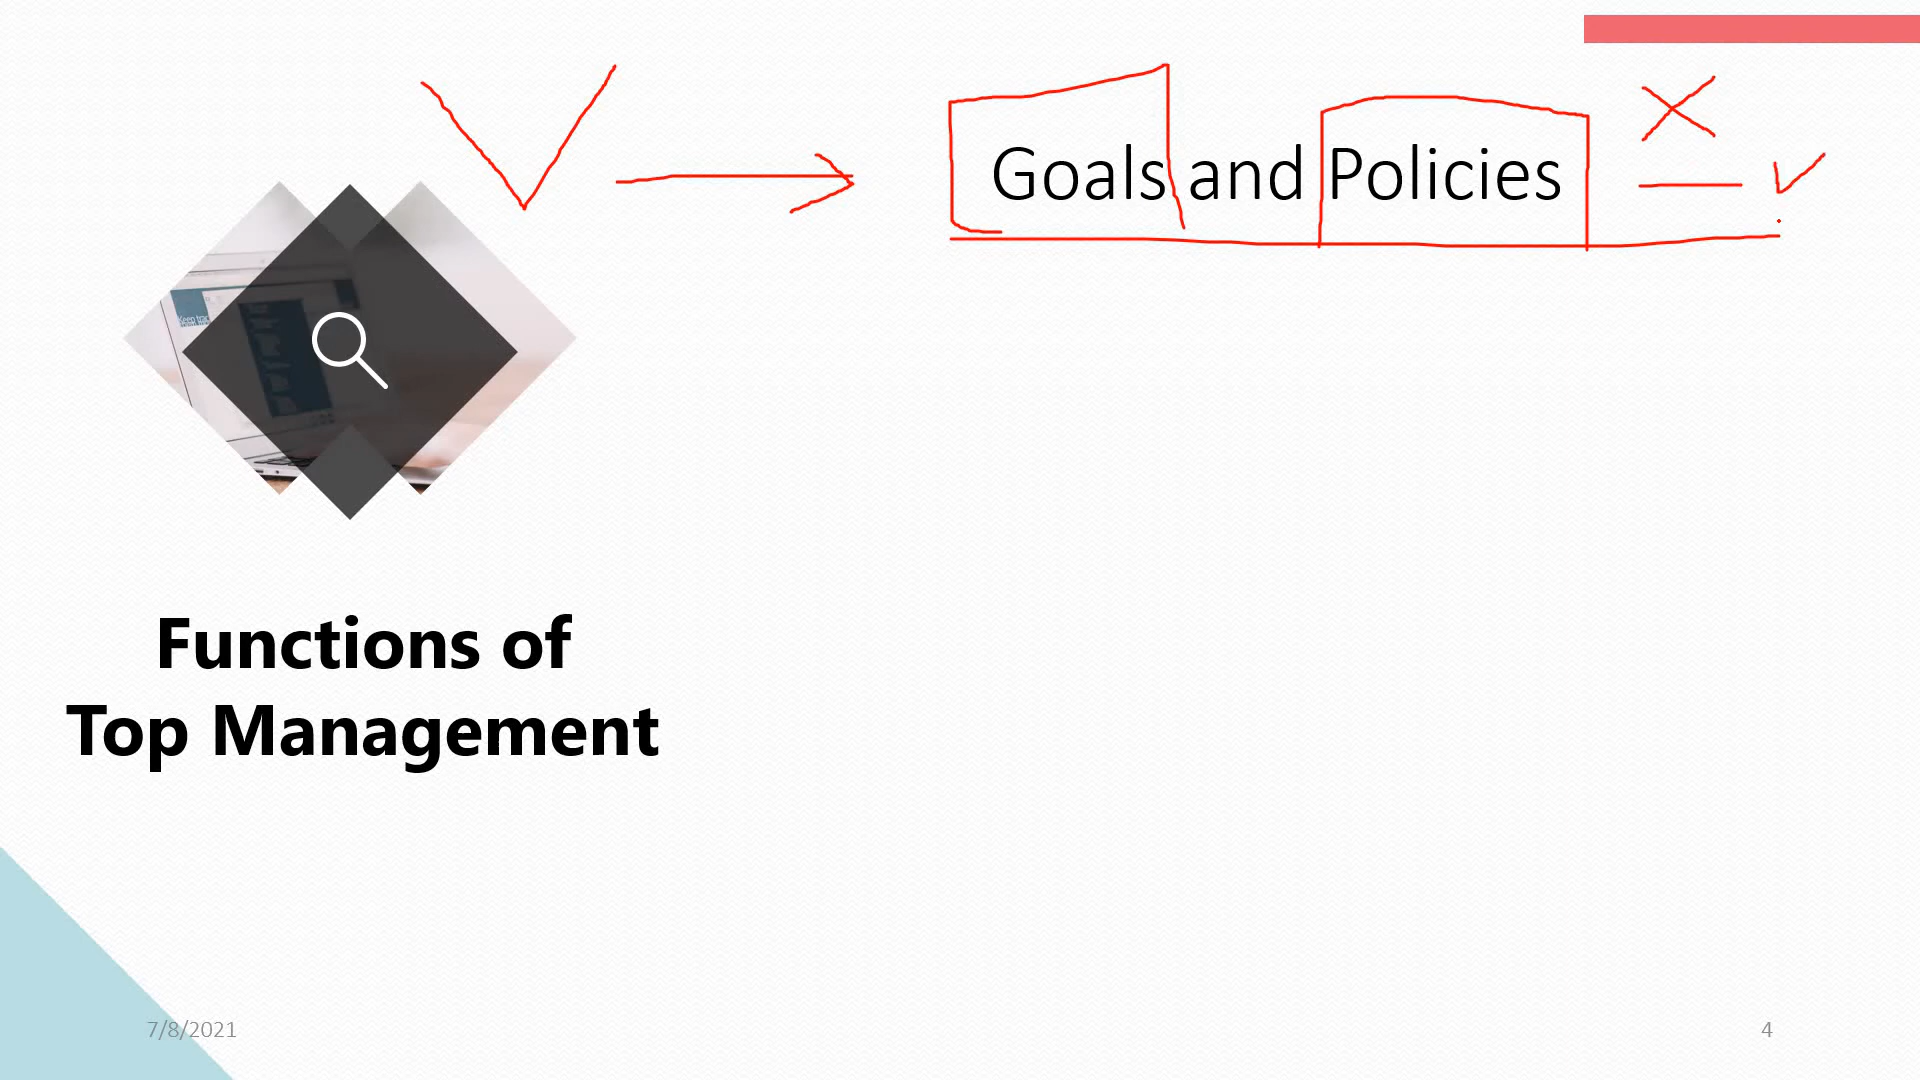 Goals and Policies
Functions of
Top Management
7/8/2021
4